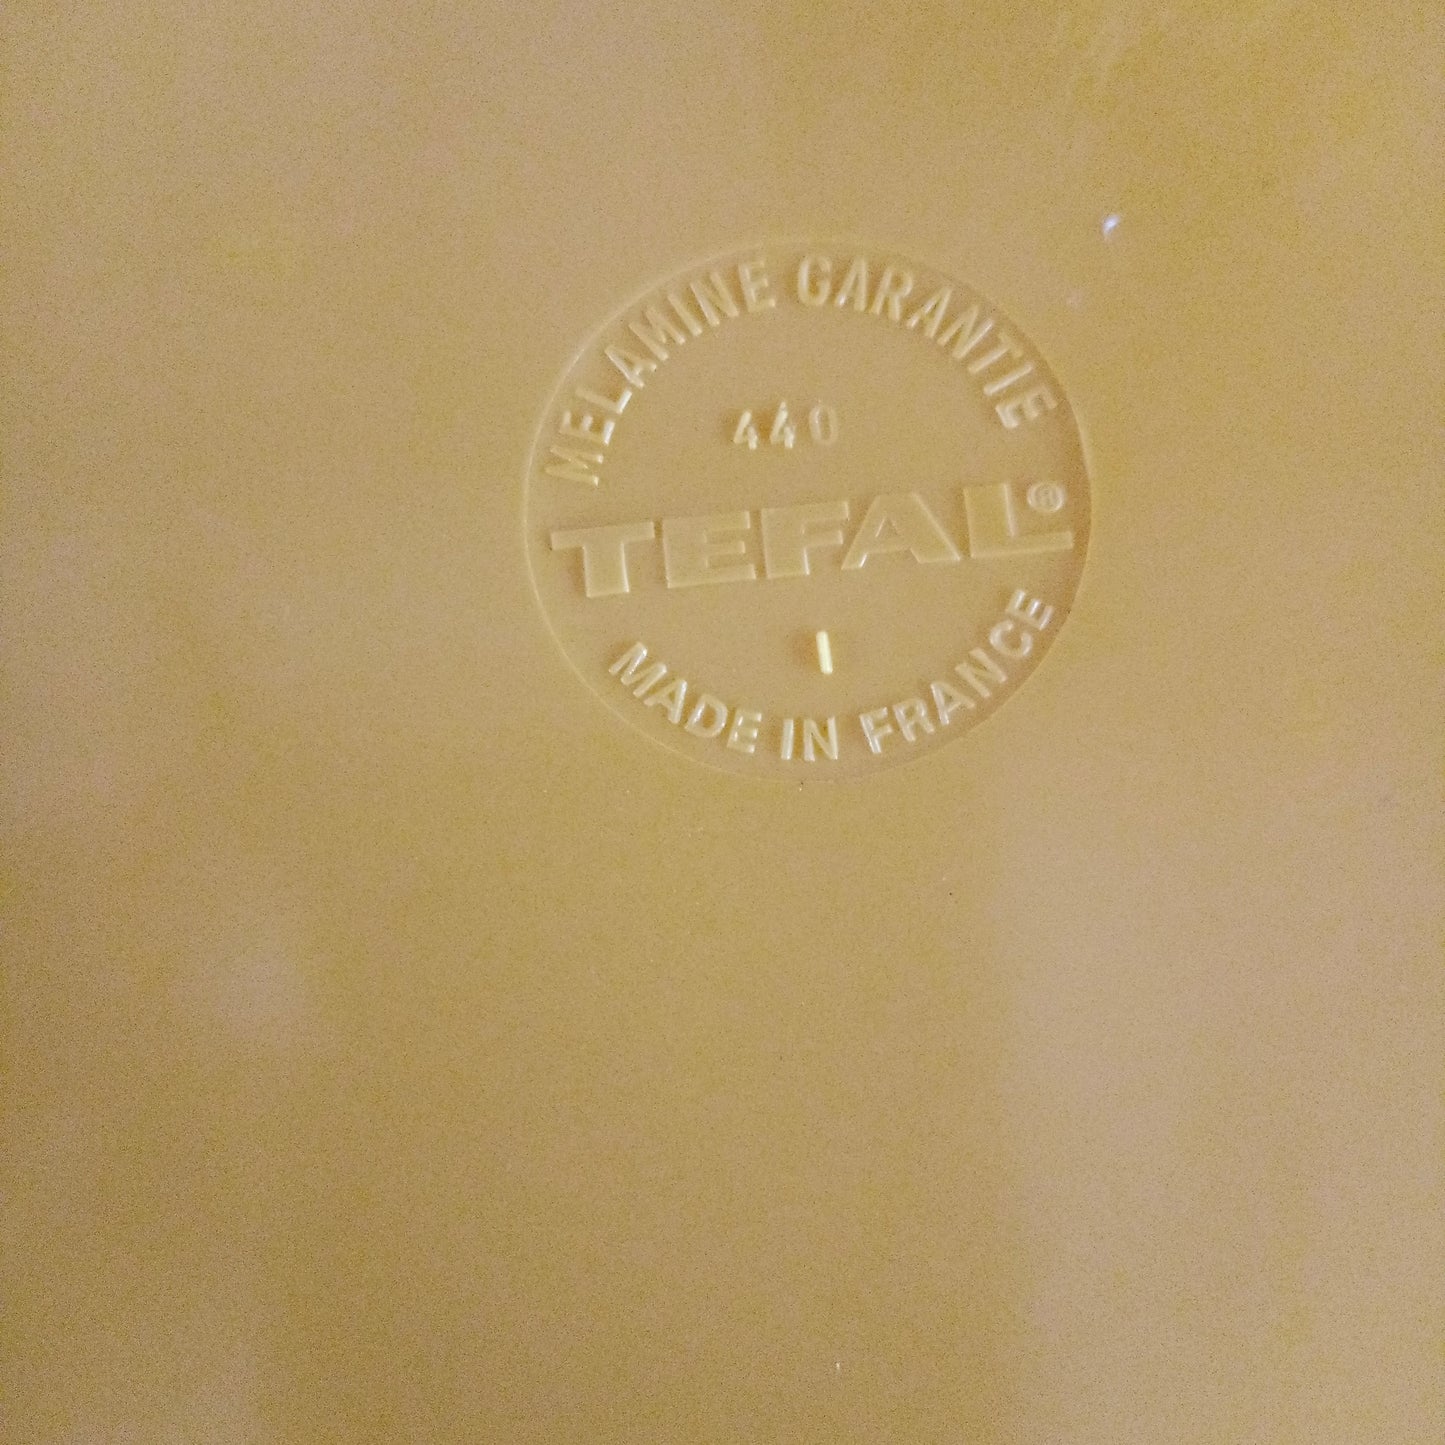 MELAMINE GARANTIE
440
TEFAL®
I
MADE IN FRANCE